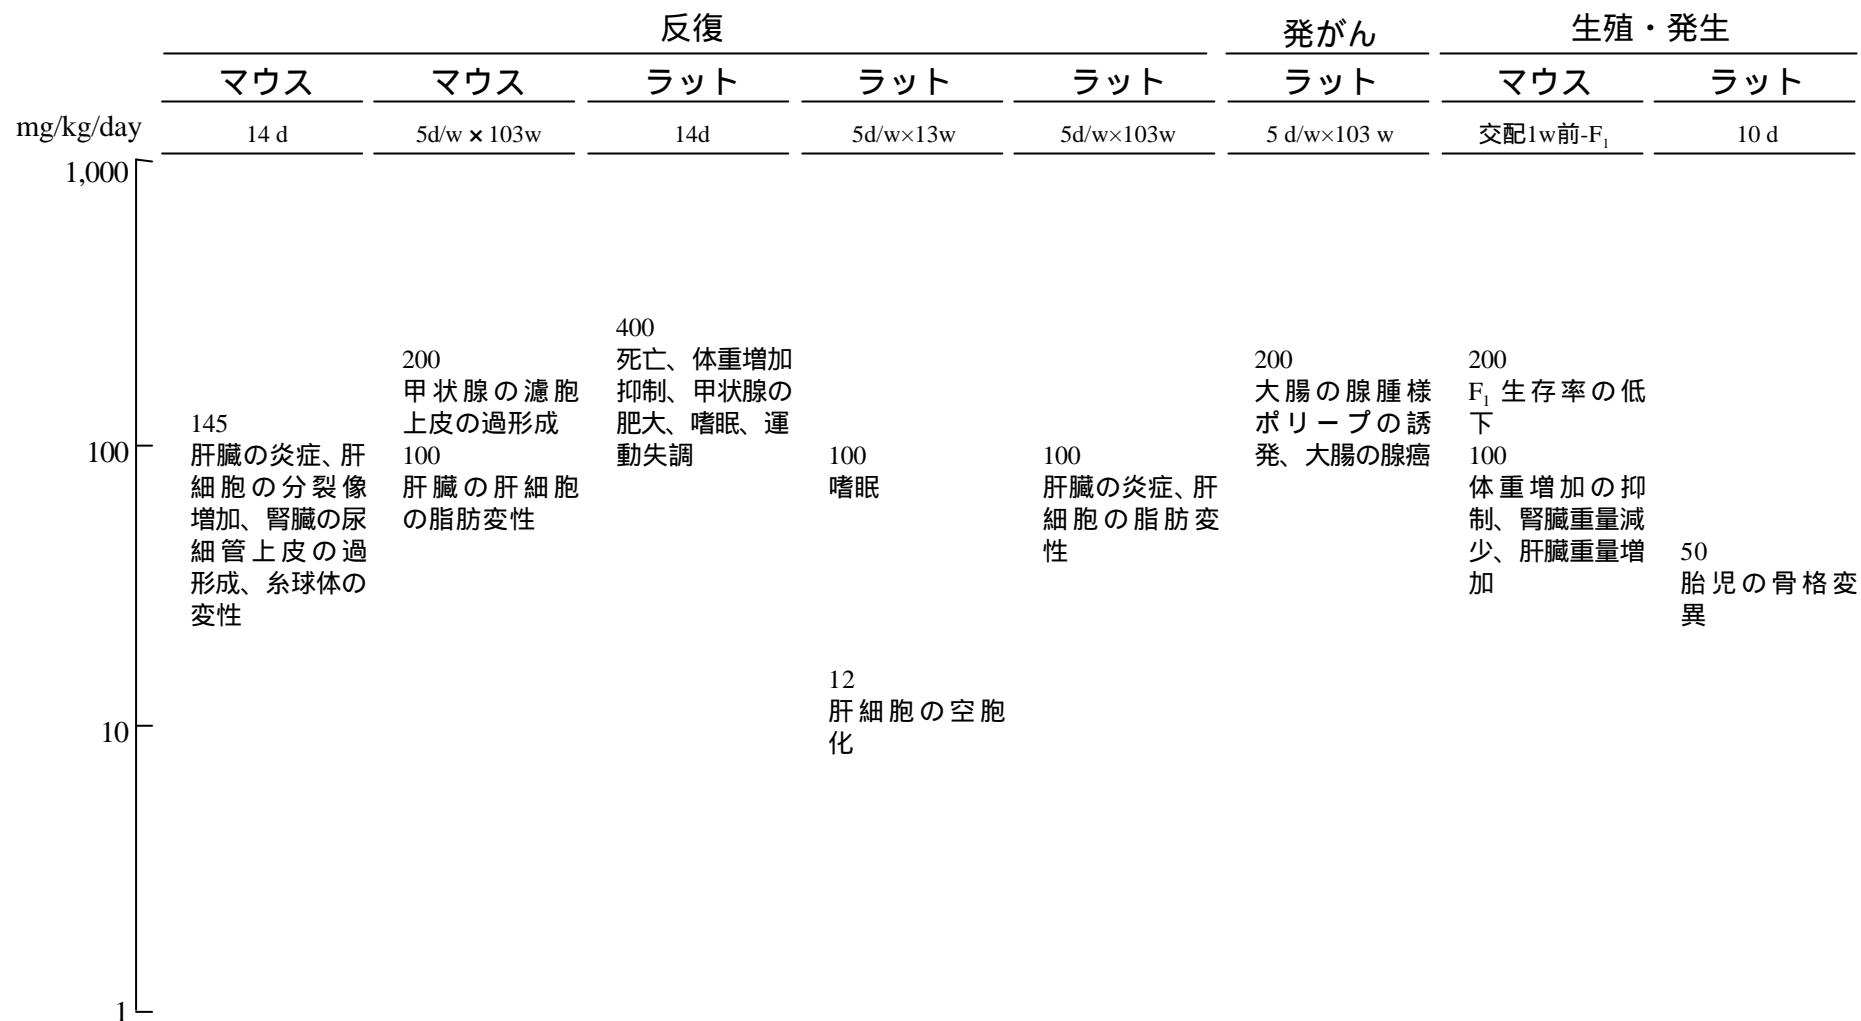 反復
発がん
生殖・発生
マウス
マウス
ラット
ラット
ラット
ラット
マウス
ラット
mg/kg/day
14 d
5d/w×103w
14d
5d/w×13w
5d/w×103w
5 d/w×103 w
交配1w前-F₁
10 d
1,000
100
10
1
145
肝臓の炎症、肝
細胞の分裂像
増加、腎臓の尿
細管上皮の過
形成、糸球体の
変性
200
甲状腺の濾胞
上皮の過形成
100
肝臓の肝細胞
の脂肪変性
400
死亡、体重増加
抑制、甲状腺の
肥大、嗜眠、運
動失調
100
嗜眠
12
肝細胞の空胞
化
100
肝臓の炎症、肝
細胞の脂肪変
性
200
大腸の腺腫様
ポリープの誘
発、大腸の腺癌
200
F₁ 生存率の低
下
100
体重増加の抑
制、腎臓重量減
少、肝臓重量増
加
50
胎児の骨格変
異